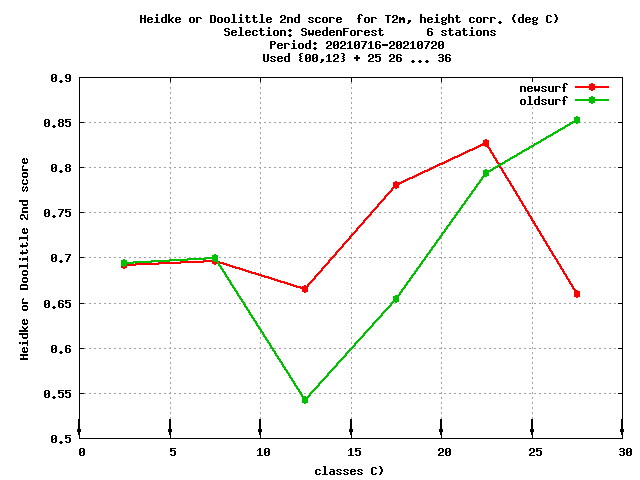 Heidke or Doolittle 2nd score  for T2m, height corr. (deg C)
Selection: SwedenForest      6 stations
Period: 20210716-20210720
Used {00,12} + 25 26 ... 36
newsurf
oldsurf
0.9
0.85
0.8
0.75
0.7
0.65
0.6
0.55
0.5
Heidke or Doolittle 2nd score
0 5 10 15 20 25 30
classes C)